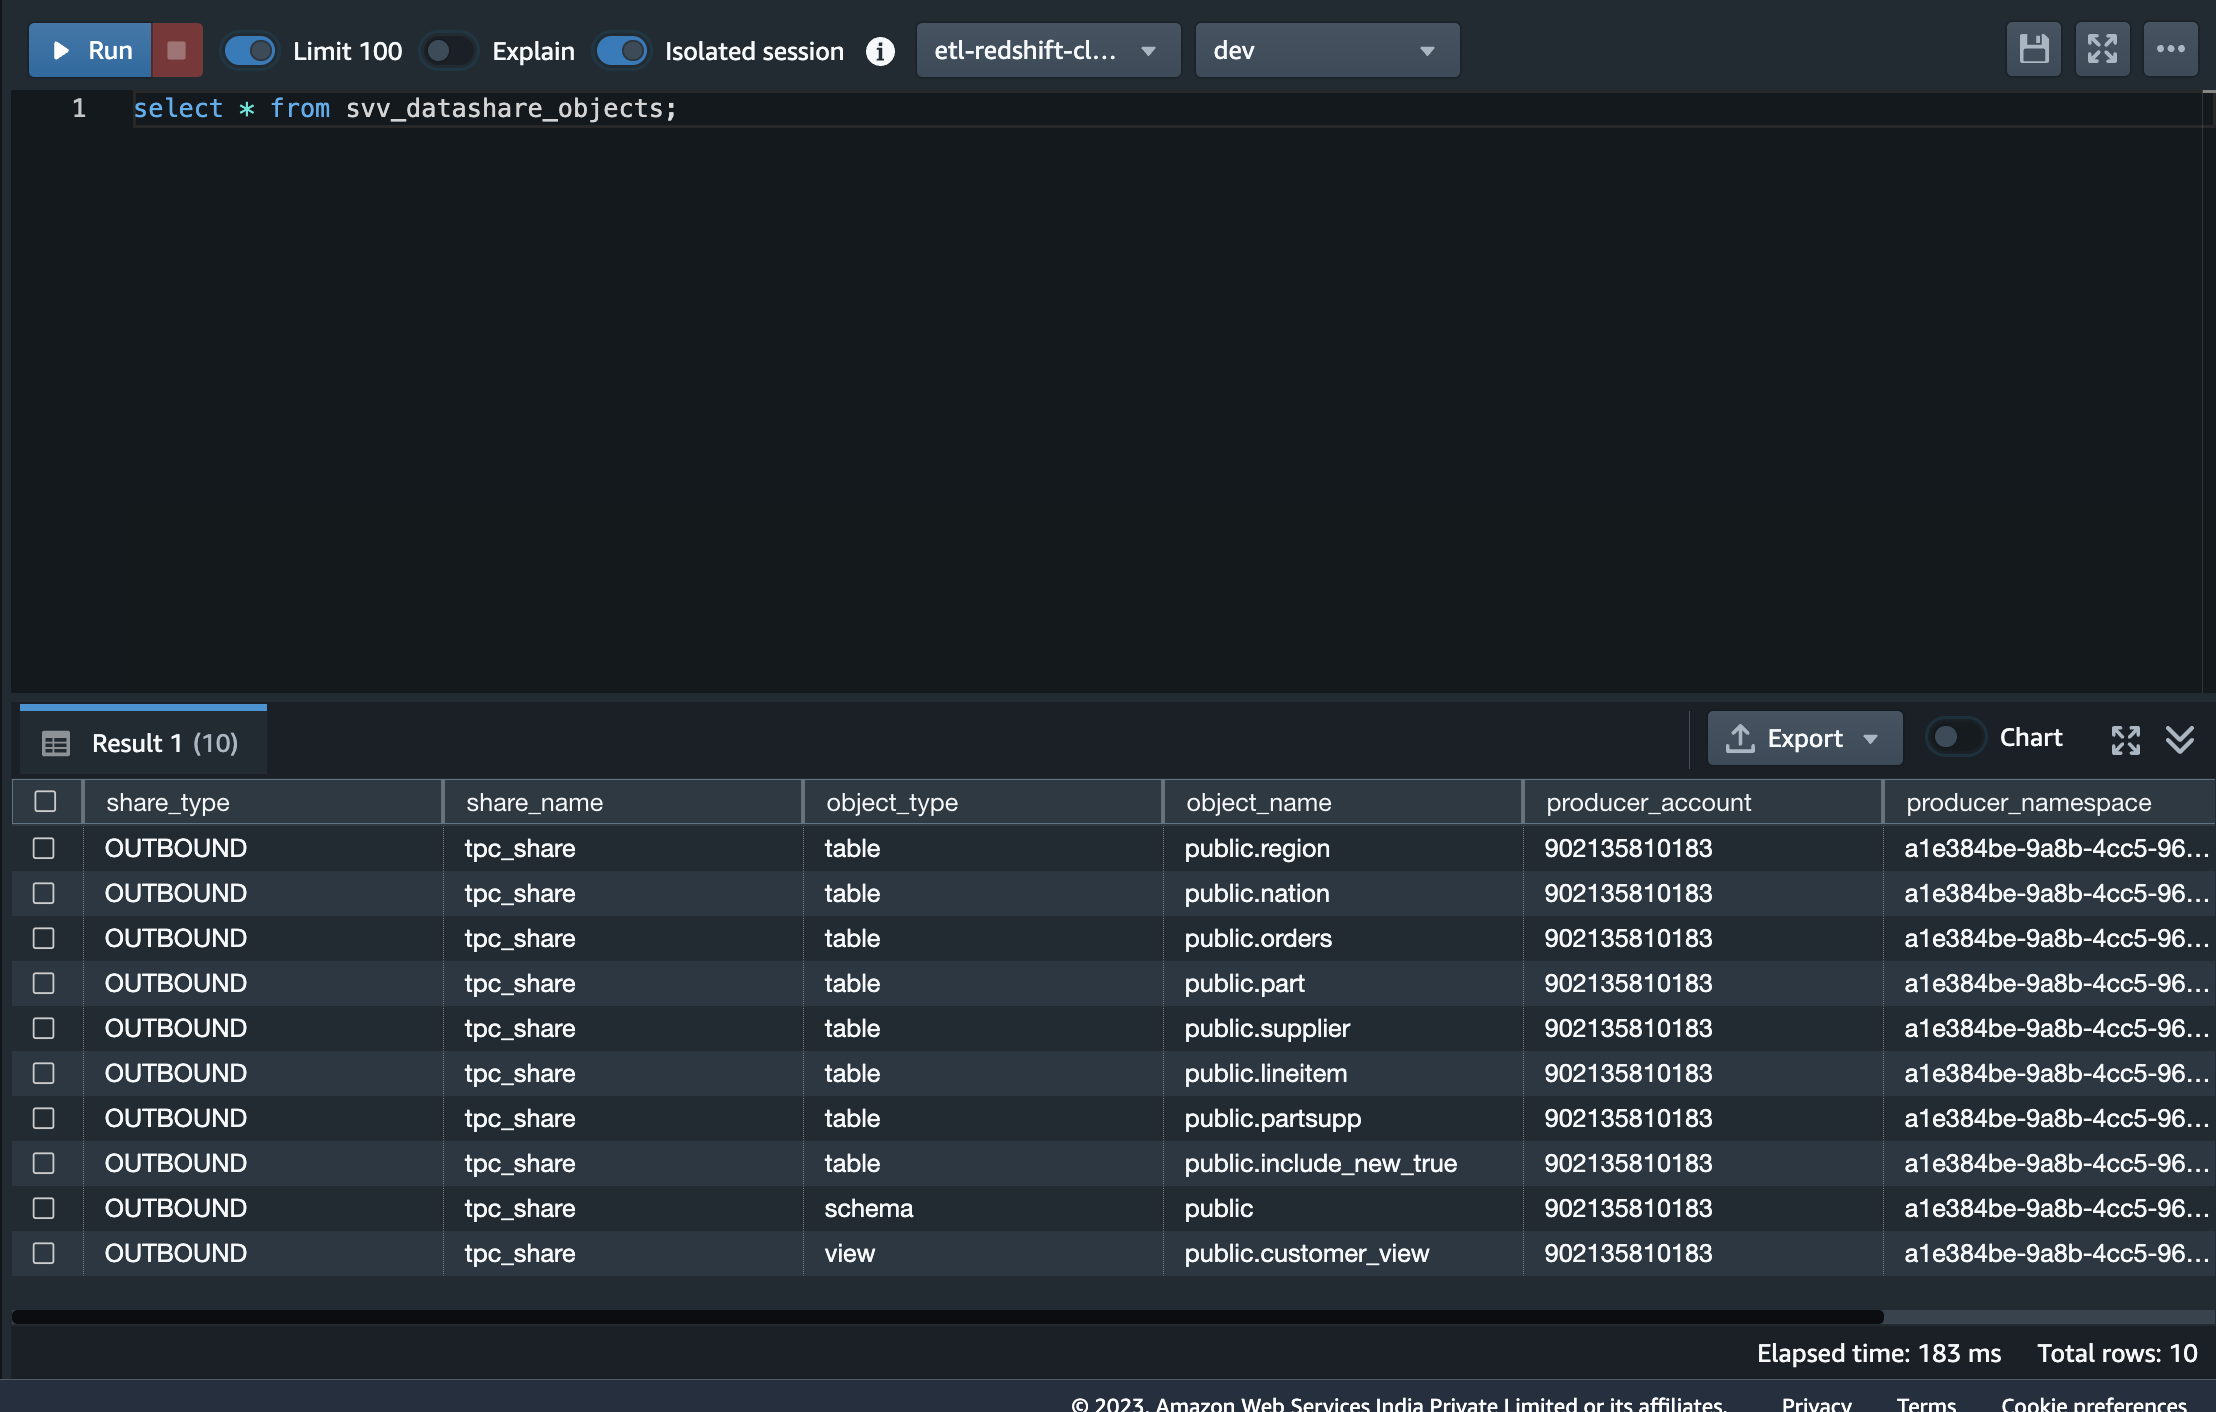 Run Limit 100 Explain Isolated session i etl-redshift-cl... dev
1 select * from svv_datashare_objects;
Result 1 (10) Export Chart
share_type share_name object_type object_name producer_account producer_namespace
OUTBOUND tpc_share table public.region 902135810183 a1e384be-9a8b-4cc5-96...
OUTBOUND tpc_share table public.nation 902135810183 a1e384be-9a8b-4cc5-96...
OUTBOUND tpc_share table public.orders 902135810183 a1e384be-9a8b-4cc5-96...
OUTBOUND tpc_share table public.part 902135810183 a1e384be-9a8b-4cc5-96...
OUTBOUND tpc_share table public.supplier 902135810183 a1e384be-9a8b-4cc5-96...
OUTBOUND tpc_share table public.lineitem 902135810183 a1e384be-9a8b-4cc5-96...
OUTBOUND tpc_share table public.partsupp 902135810183 a1e384be-9a8b-4cc5-96...
OUTBOUND tpc_share table public.include_new_true 902135810183 a1e384be-9a8b-4cc5-96...
OUTBOUND tpc_share schema public 902135810183 a1e384be-9a8b-4cc5-96...
OUTBOUND tpc_share view public.customer_view 902135810183 a1e384be-9a8b-4cc5-96...
Elapsed time: 183 ms Total rows: 10
© 2023, Amazon Web Services India Private Limited or its affiliates. Privacy Terms Cookie preferences